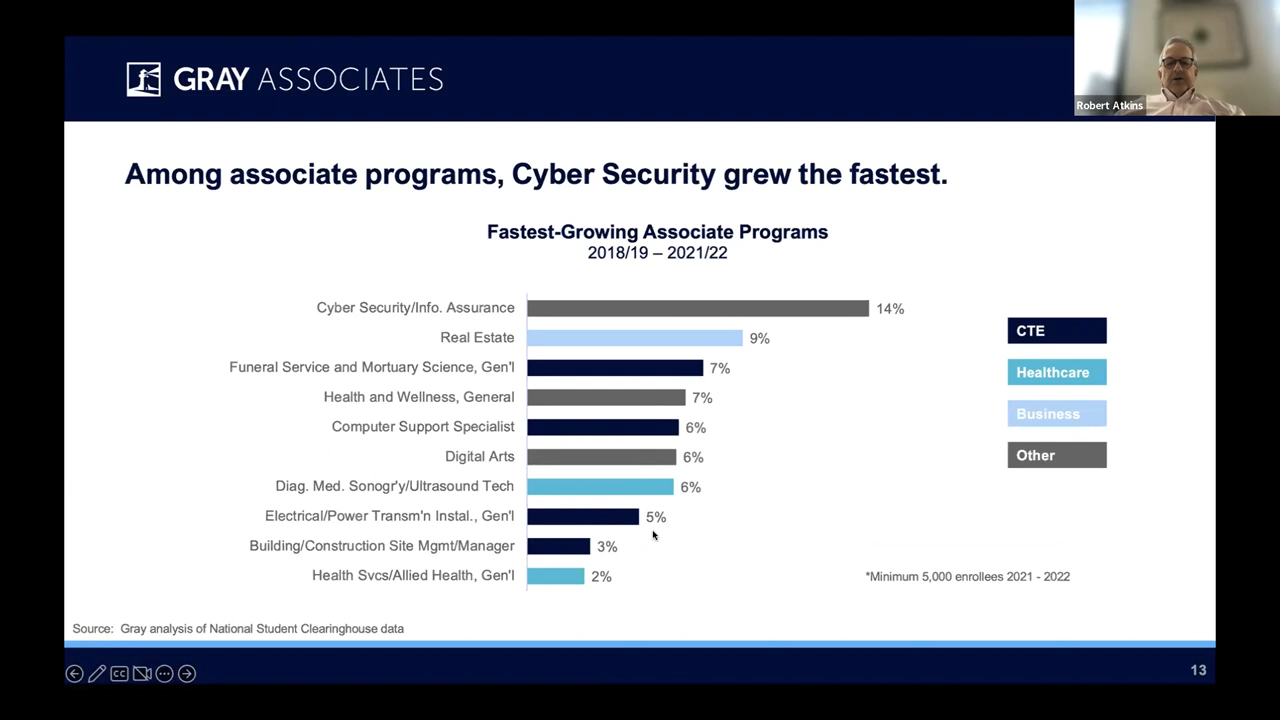 GRAY ASSOCIATES
Robert Atkins
Among associate programs, Cyber Security grew the fastest.
Fastest-Growing Associate Programs
2018/19 – 2021/22
Cyber Security/Info. Assurance 14%
Real Estate 9%
Funeral Service and Mortuary Science, Gen'l 7%
Health and Wellness, General 7%
Computer Support Specialist 6%
Digital Arts 6%
Diag. Med. Sonogr'y/Ultrasound Tech 6%
Electrical/Power Transm'n Instal., Gen'l 5%
Building/Construction Site Mgmt/Manager 3%
Health Svcs/Allied Health, Gen'l 2%
CTE
Healthcare
Business
Other
*Minimum 5,000 enrollees 2021 - 2022
Source: Gray analysis of National Student Clearinghouse data
CC
13